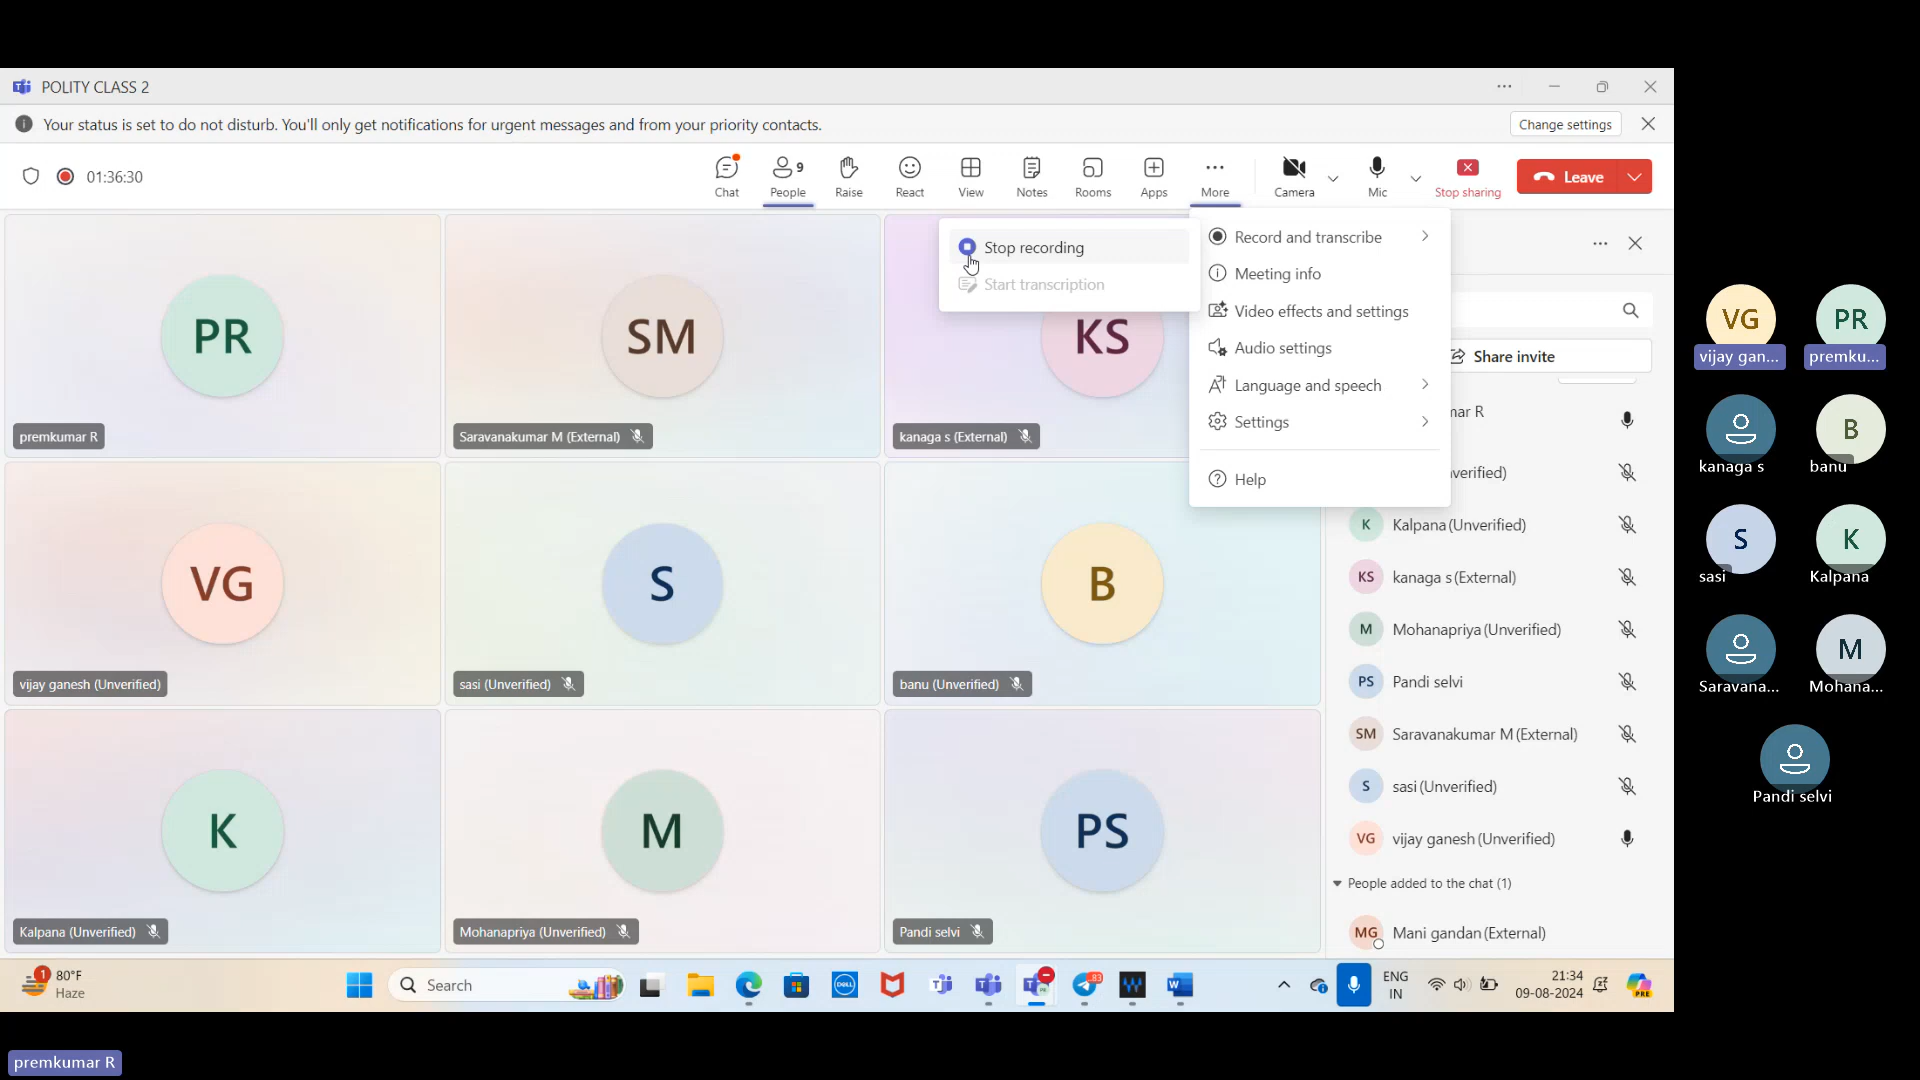 POLITY CLASS 2
Your status is set to do not disturb. You'll only get notifications for urgent messages and from your priority contacts.
Change settings
01:36:30
Chat
9
People
Raise
React
View
Notes
Rooms
Apps
More
Camera
Mic
Stop sharing
Leave
Stop recording
Start transcription
Record and transcribe
Meeting info
Video effects and settings
Audio settings
Language and speech
Settings
Help
PR
premkumar R
SM
Saravanakumar M (External)
KS
kanaga s (External)
VG
vijay ganesh (Unverified)
S
sasi (Unverified)
B
banu (Unverified)
K
Kalpana (Unverified)
M
Mohanapriya (Unverified)
PS
Pandi selvi
Share invite
mar R
verified)
K
Kalpana (Unverified)
KS
kanaga s (External)
M
Mohanapriya (Unverified)
PS
Pandi selvi
SM
Saravanakumar M (External)
S
sasi (Unverified)
VG
vijay ganesh (Unverified)
People added to the chat (1)
MG
Mani gandan (External)
VG
vijay gan...
PR
premku...
kanaga s
B
banu
S
sasi
K
Kalpana
Saravana...
M
Mohana...
Pandi selvi
1
80°F
Haze
Search
DELL
83
W
ENG
IN
21:34
09-08-2024
PRE
premkumar R